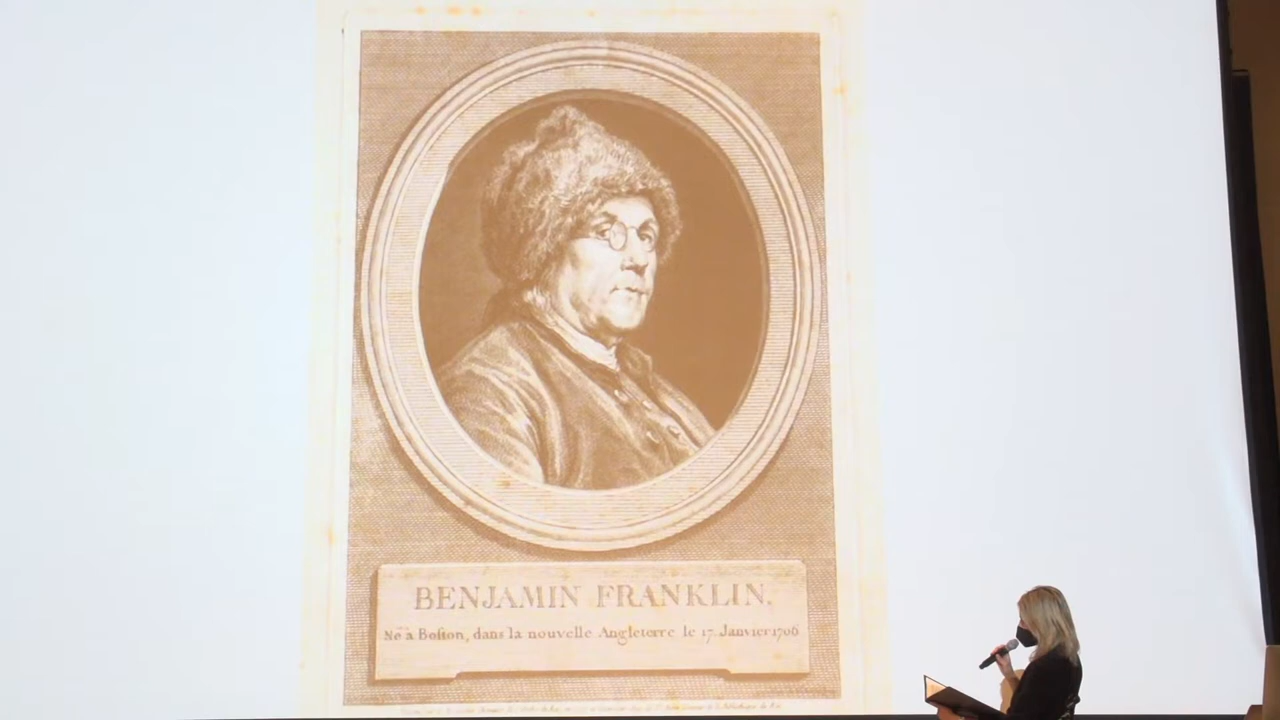 BENJAMIN FRANKLIN.
Né à Boston, dans la nouvelle Angleterre le 17. Janvier 1706